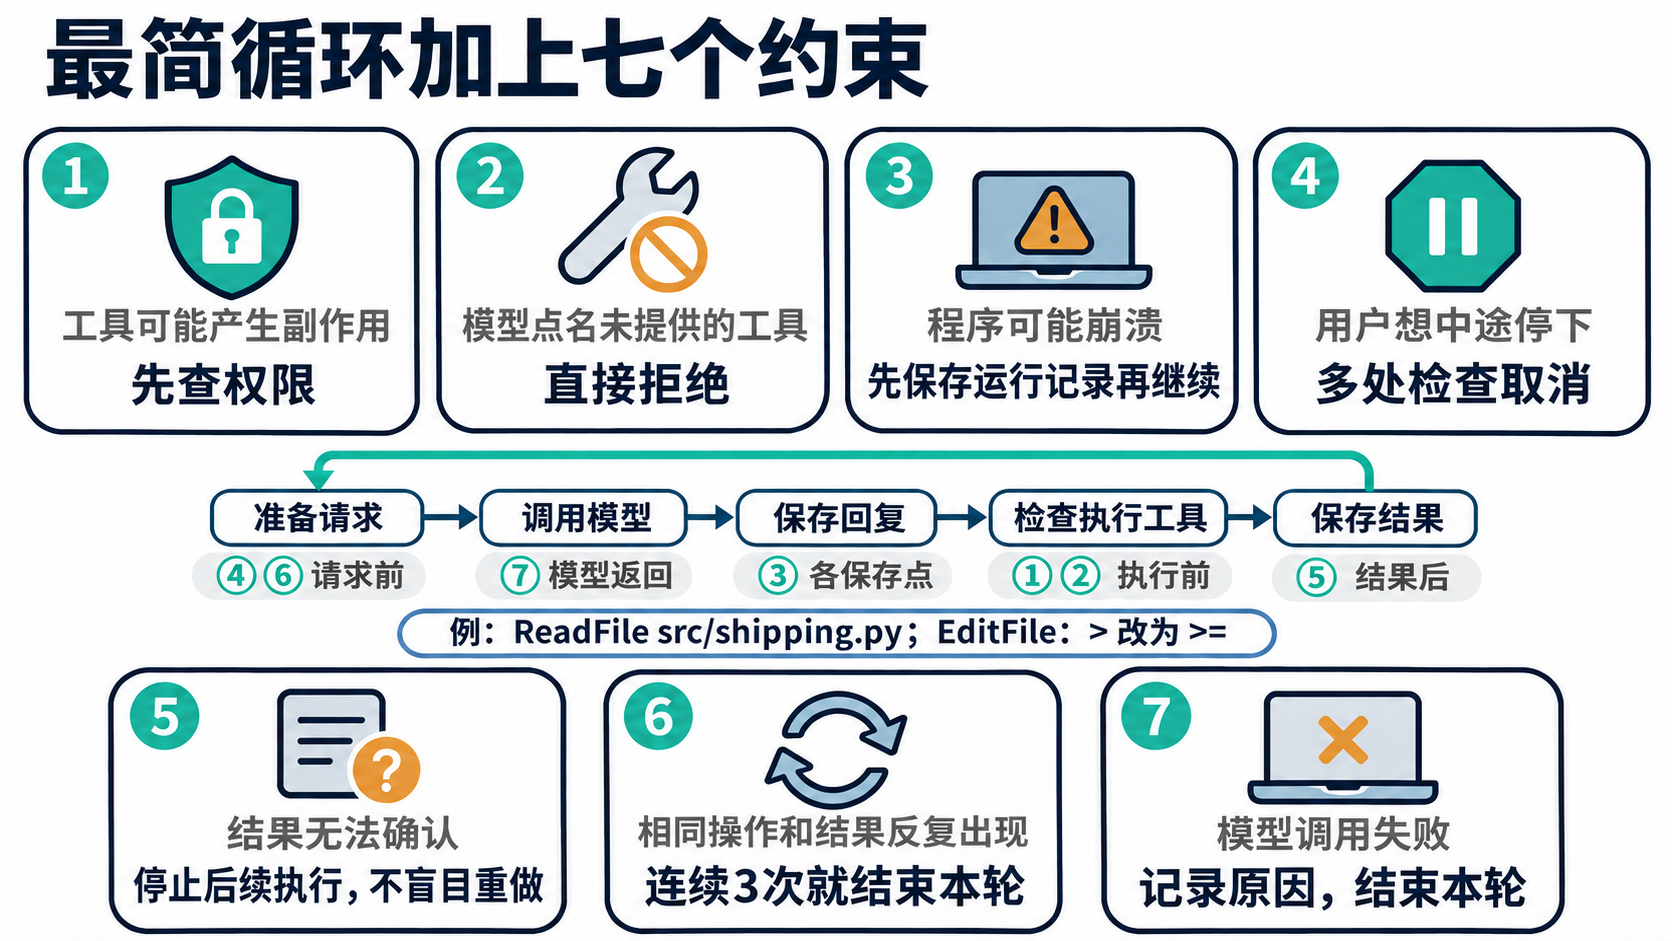 最简循环加上七个约束
1
工具可能产生副作用
先查权限
2
模型点名未提供的工具
直接拒绝
3
程序可能崩溃
先保存运行记录再继续
4
用户想中途停下
多处检查取消
准备请求
调用模型
保存回复
检查执行工具
保存结果
④⑥请求前
⑦模型返回
③ 各保存点
①② 执行前
⑤ 结果后
例：ReadFile src/shipping.py；EditFile：> 改为 >=
5
结果无法确认
停止后续执行，不盲目重做
6
相同操作和结果反复出现
连续3次就结束本轮
7
模型调用失败
记录原因，结束本轮